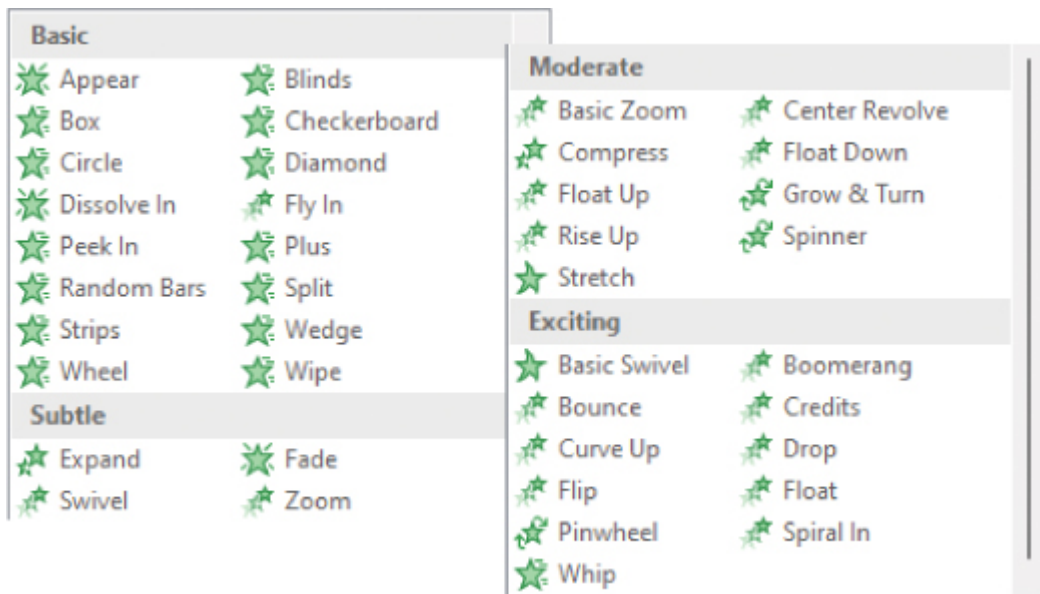 Basic
Appear Blinds
Box Checkerboard
Circle Diamond
Dissolve In Fly In
Peek In Plus
Random Bars Split
Strips Wedge
Wheel Wipe
Subtle
Expand Fade
Swivel Zoom
Moderate
Basic Zoom Center Revolve
Compress Float Down
Float Up Grow & Turn
Rise Up Spinner
Stretch
Exciting
Basic Swivel Boomerang
Bounce Credits
Curve Up Drop
Flip Float
Pinwheel Spiral In
Whip